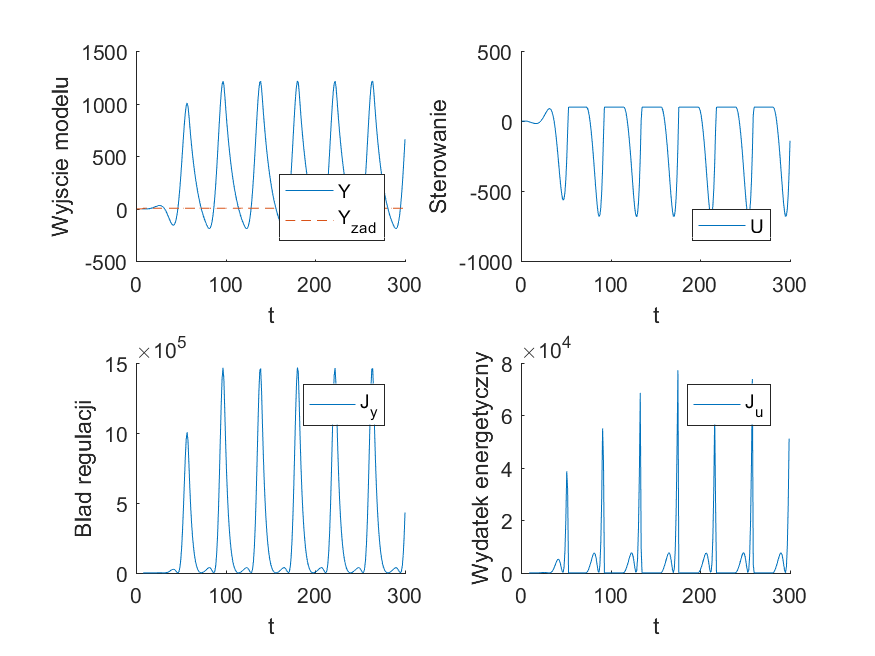 1500
1000
500
0
-500
0
100
200
300
Wyjscie modelu
t
Y
Y_zad
500
0
-500
-1000
0
100
200
300
Sterowanie
t
U
×10^5
15
10
5
0
0
100
200
300
Blad regulacji
t
J_y
×10^4
8
6
4
2
0
0
100
200
300
Wydatek energetyczny
t
J_u